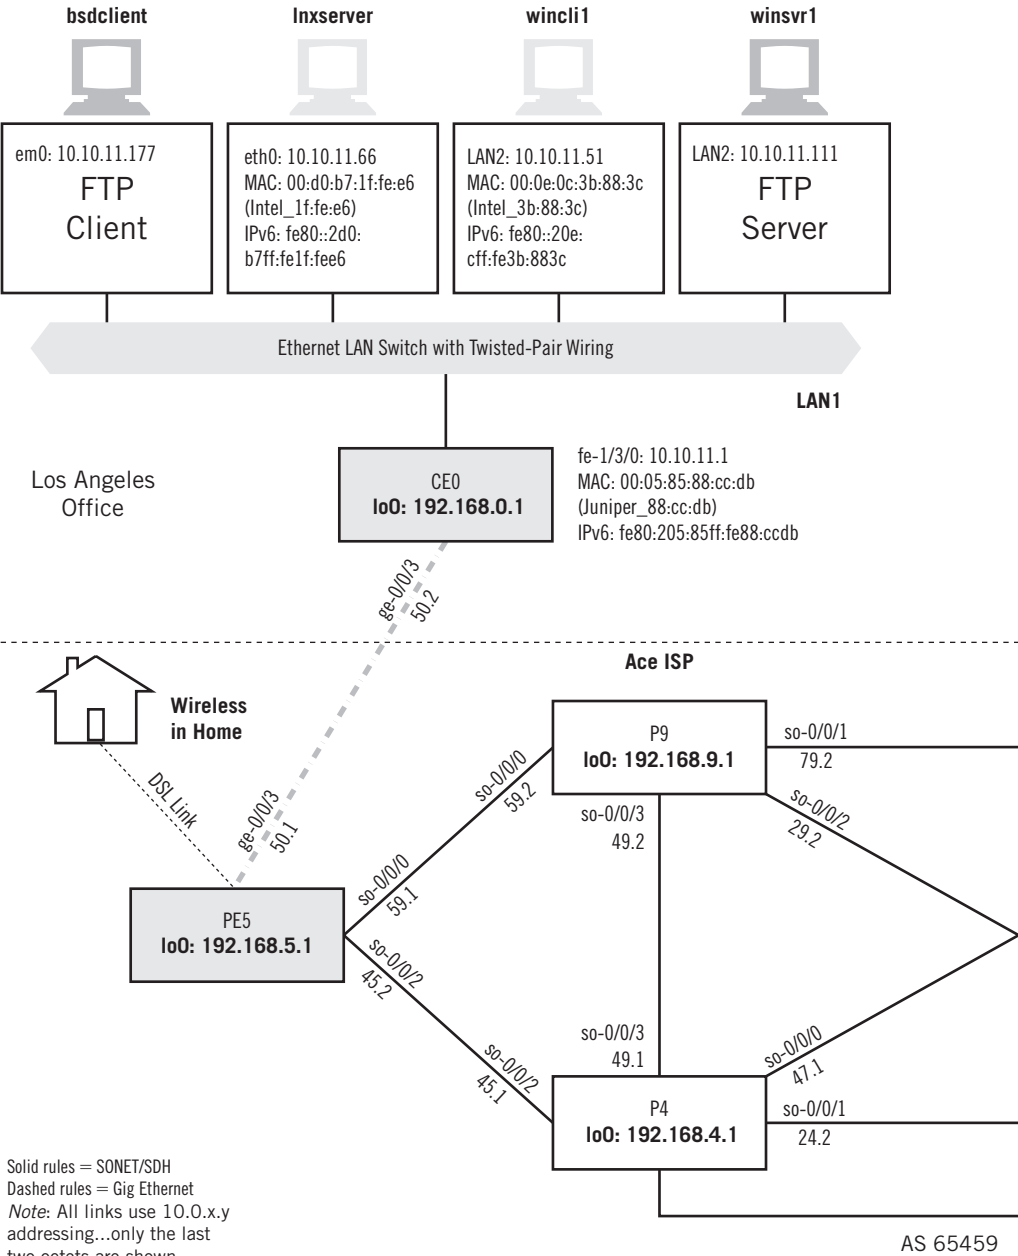 bsdclient
lnxserver
wincli1
winsvr1
em0: 10.10.11.177
FTP
Client
eth0: 10.10.11.66
MAC: 00:d0:b7:1f:fe:e6
(Intel_1f:fe:e6)
IPv6: fe80::2d0:
b7ff:fe1f:fee6
LAN2: 10.10.11.51
MAC: 00:0e:0c:3b:88:3c
(Intel_3b:88:3c)
IPv6: fe80::20e:
cff:fe3b:883c
LAN2: 10.10.11.111
FTP
Server
Ethernet LAN Switch with Twisted-Pair Wiring
LAN1
Los Angeles
Office
CE0
lo0: 192.168.0.1
fe-1/3/0: 10.10.11.1
MAC: 00:05:85:88:cc:db
(Juniper_88:cc:db)
IPv6: fe80:205:85ff:fe88:ccdb
ge-0/0/3
50.2
Ace ISP
Wireless
in Home
DSL Link
ge-0/0/3
50.1
P9
lo0: 192.168.9.1
so-0/0/1
79.2
so-0/0/0
59.2
so-0/0/3
49.2
so-0/0/2
29.2
so-0/0/0
59.1
PE5
lo0: 192.168.5.1
so-0/0/2
45.2
so-0/0/3
49.1
so-0/0/0
47.1
so-0/0/2
45.1
P4
lo0: 192.168.4.1
so-0/0/1
24.2
Solid rules = SONET/SDH
Dashed rules = Gig Ethernet
Note: All links use 10.0.x.y
addressing...only the last
two octets are shown
AS 65459